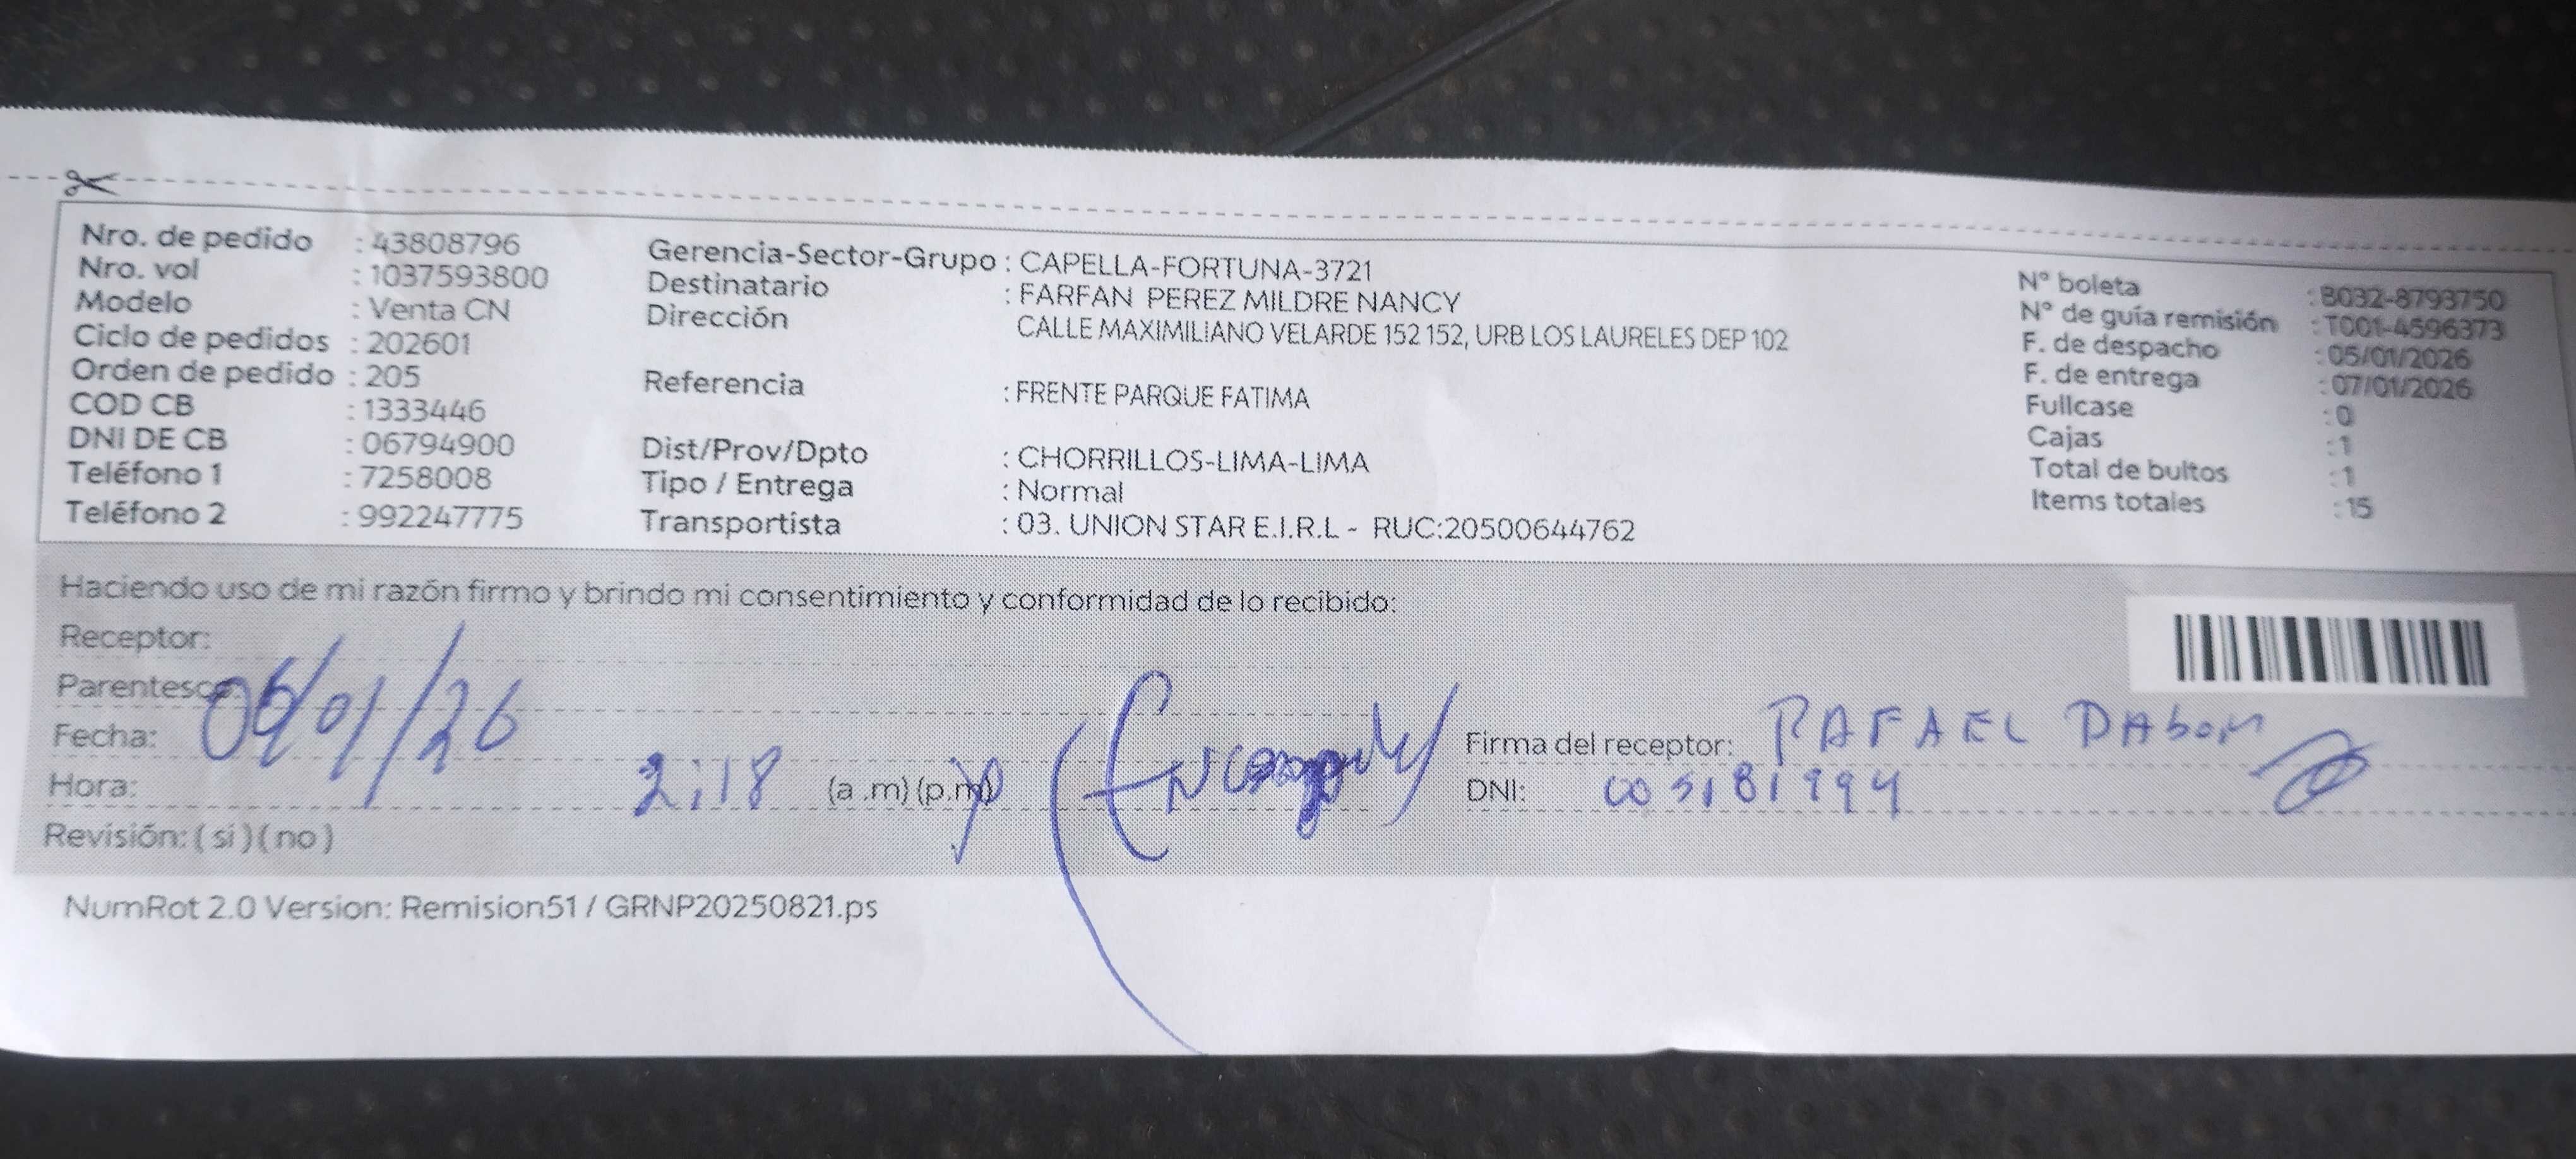 Nro. de pedido : 43808796
Nro. vol : 1037593800
Modelo : Venta CN
Ciclo de pedidos : 202601
Orden de pedido : 205
COD CB : 1333446
DNI DE CB : 06794900
Teléfono 1 : 7258008
Teléfono 2 : 992247775
Gerencia-Sector-Grupo : CAPELLA-FORTUNA-3721
Destinatario : FARFAN PEREZ MILDRE NANCY
Dirección CALLE MAXIMILIANO VELARDE 152 152, URB LOS LAURELES DEP 102
Referencia : FRENTE PARQUE FATIMA
Dist/Prov/Dpto : CHORRILLOS-LIMA-LIMA
Tipo / Entrega : Normal
Transportista : 03. UNION STAR E.I.R.L - RUC:20500644762
N° boleta : B032-8793750
N° de guía remisión : T001-4596373
F. de despacho : 05/01/2026
F. de entrega : 07/01/2026
Fullcase : 0
Cajas : 1
Total de bultos : 1
Items totales : 15
Haciendo uso de mi razón firmo y brindo mi consentimiento y conformidad de lo recibido:
Receptor:
Parentesco:
Fecha: /01/26
Hora: 2:18 (a.m) (p.m)
Firma del receptor: RAFAEL
DNI: 005181994
Revisión: ( si ) ( no )
NumRot 2.0 Version: Remision51 / GRNP20250821.ps